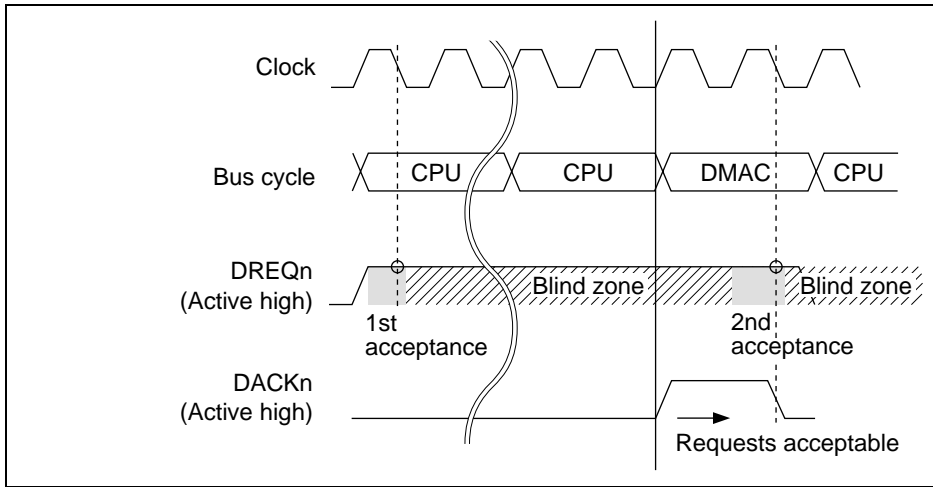 Clock
Bus cycle
CPU CPU DMAC CPU
DREQn
(Active high)
Blind zone Blind zone
1st
acceptance
2nd
acceptance
DACKn
(Active high)
Requests acceptable